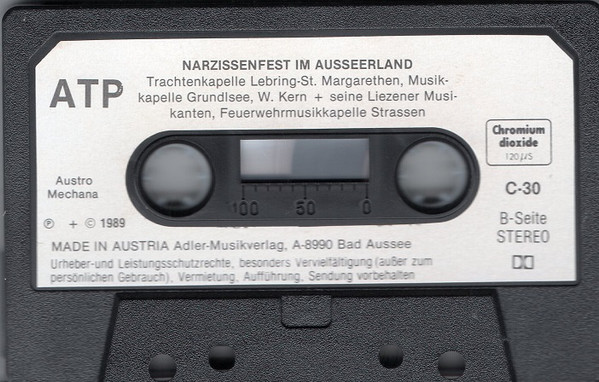 NARZISSENFEST IM AUSSEERLAND
ATP
Trachtenkapelle Lebring-St. Margarethen, Musik-
kapelle Grundlsee, W. Kern + seine Liezener Musi-
kanten, Feuerwehrmusikkapelle Strassen
Chromium
dioxide
120 µS
Austro
Mechana
100 50 0
C-30
℗ + © 1989
B-Seite
STEREO
MADE IN AUSTRIA Adler-Musikverlag, A-8990 Bad Aussee
Urheber-und Leistungsschutzrechte, besonders Vervielfältigung (außer zum
persönlichen Gebrauch), Vermietung, Aufführung, Sendung vorbehalten